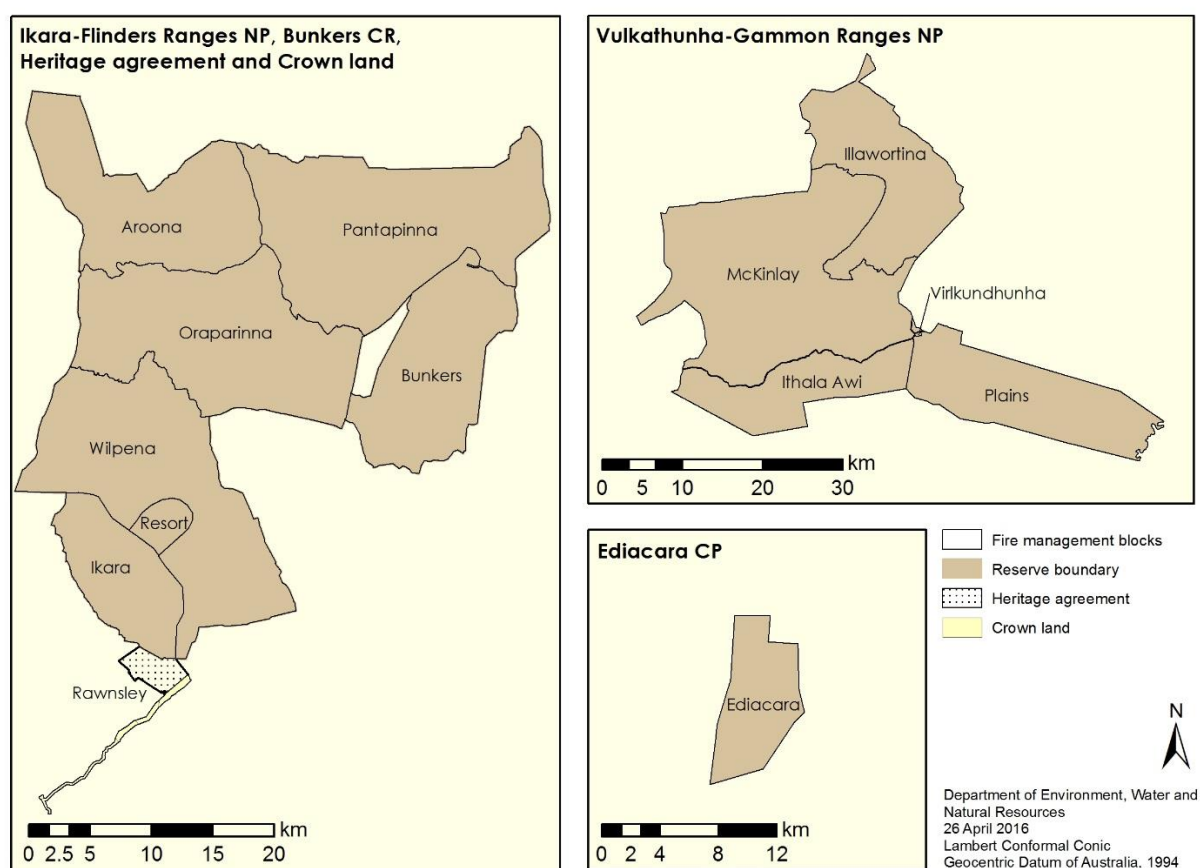 Ikara-Flinders Ranges NP, Bunkers CR,
Heritage agreement and Crown land
Aroona
Pantapinna
Oraparinna
Bunkers
Wilpena
Resort
Ikara
Rawnsley
km
0 2.5 5 10 15 20
Vulkathunha-Gammon Ranges NP
Illawortina
McKinlay
Virlkundhunha
Ithala Awi
Plains
km
0 5 10 20 30
Ediacara CP
Ediacara
km
0 2 4 8 12
Fire management blocks
Reserve boundary
Heritage agreement
Crown land
N
Department of Environment, Water and
Natural Resources
26 April 2016
Lambert Conformal Conic
Geocentric Datum of Australia, 1994